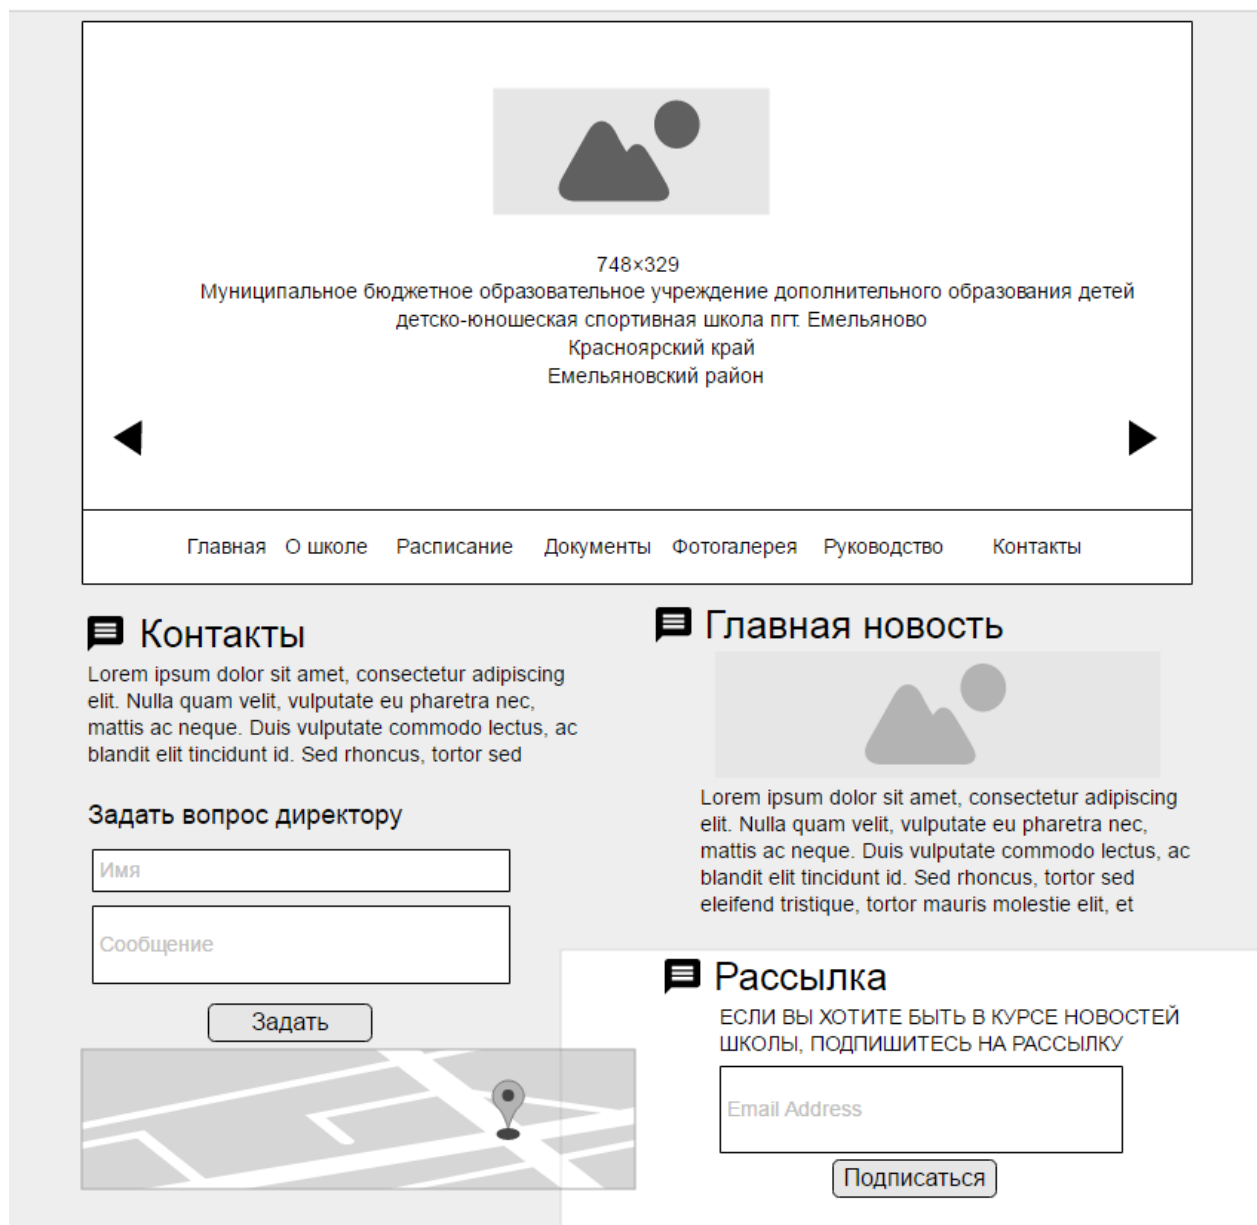 748×329
Муниципальное бюджетное образовательное учреждение дополнительного образования детей
детско-юношеская спортивная школа пгт. Емельяново
Красноярский край
Емельяновский район
Главная О школе Расписание Документы Фотогалерея Руководство Контакты
Контакты
Lorem ipsum dolor sit amet, consectetur adipiscing
elit. Nulla quam velit, vulputate eu pharetra nec,
mattis ac neque. Duis vulputate commodo lectus, ac
blandit elit tincidunt id. Sed rhoncus, tortor sed
Задать вопрос директору
Имя
Сообщение
Задать
Главная новость
Lorem ipsum dolor sit amet, consectetur adipiscing
elit. Nulla quam velit, vulputate eu pharetra nec,
mattis ac neque. Duis vulputate commodo lectus, ac
blandit elit tincidunt id. Sed rhoncus, tortor sed
eleifend tristique, tortor mauris molestie elit, et
Рассылка
ЕСЛИ ВЫ ХОТИТЕ БЫТЬ В КУРСЕ НОВОСТЕЙ
ШКОЛЫ, ПОДПИШИТЕСЬ НА РАССЫЛКУ
Email Address
Подписаться